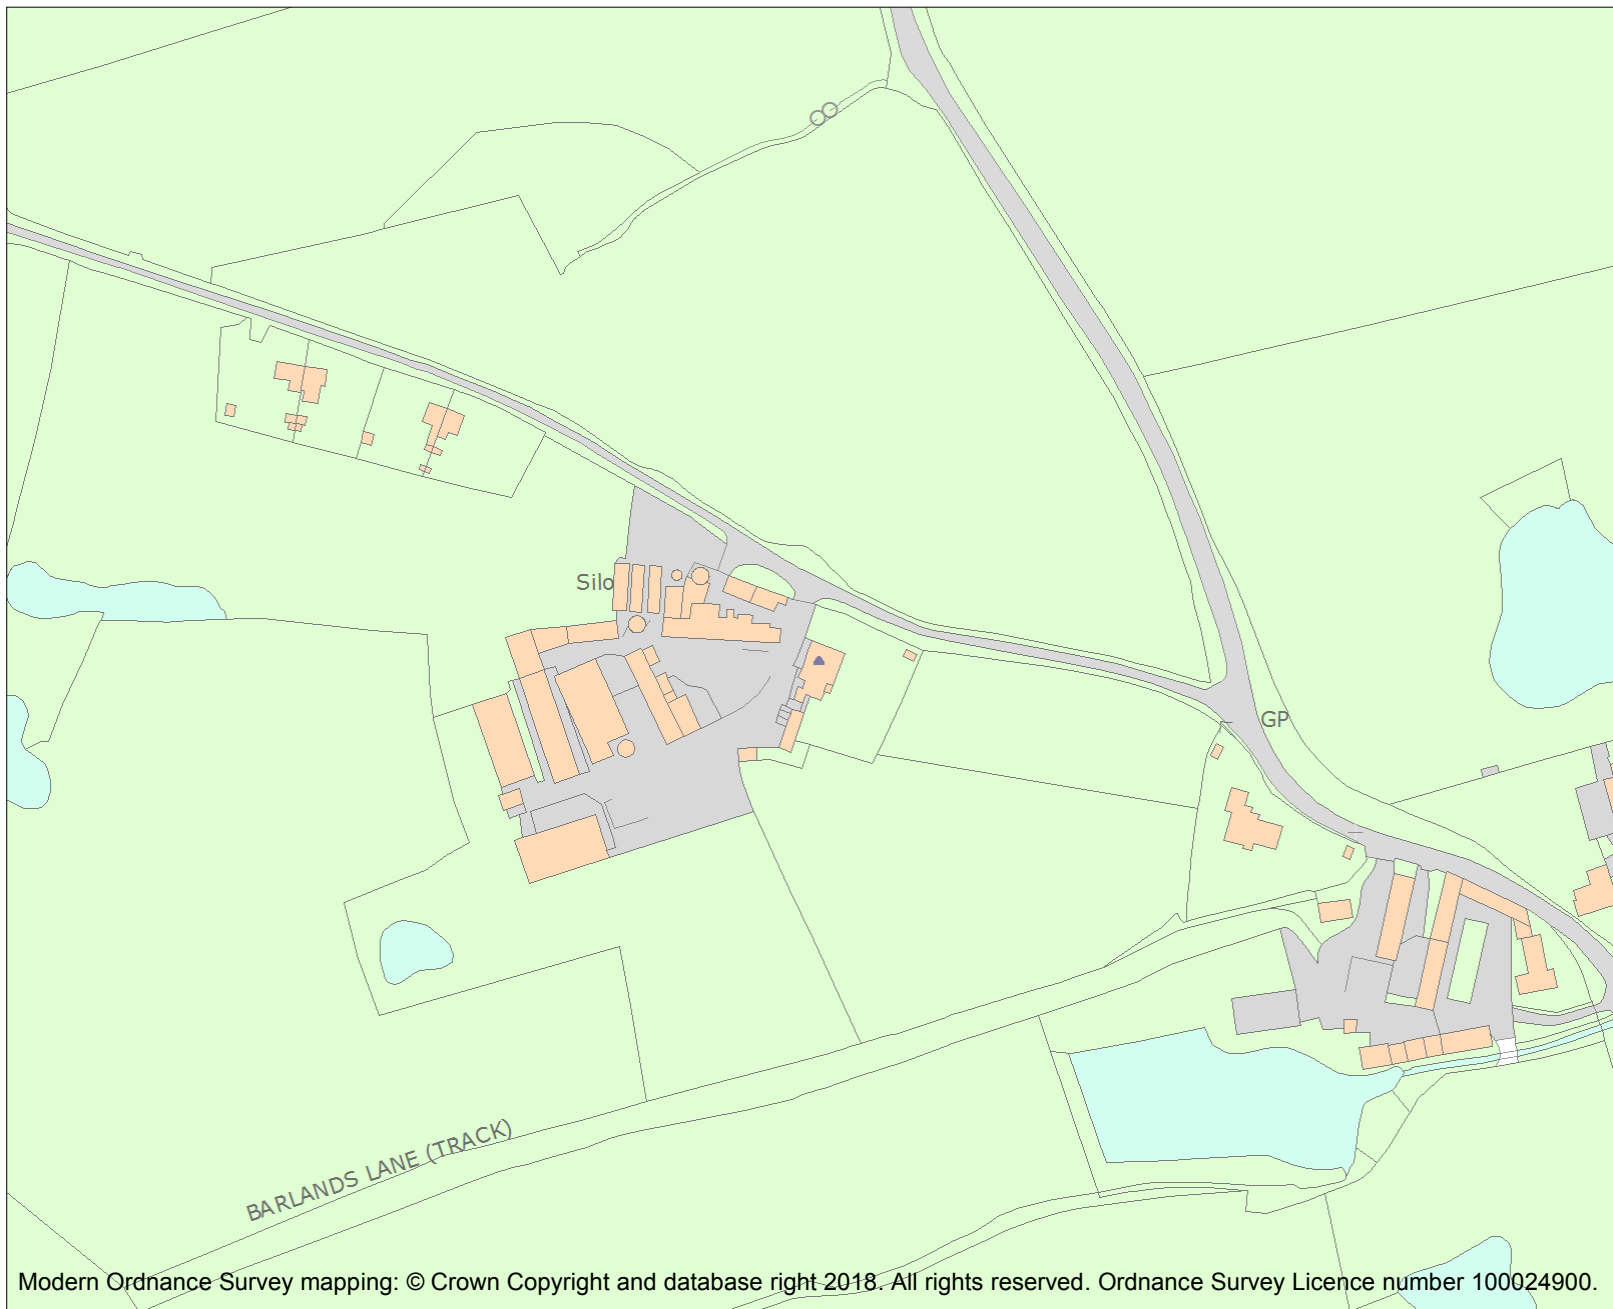 Silo
GP
BARLANDS LANE (TRACK)
Modern Ordnance Survey mapping: © Crown Copyright and database right 2018. All rights reserved. Ordnance Survey Licence number 100024900.